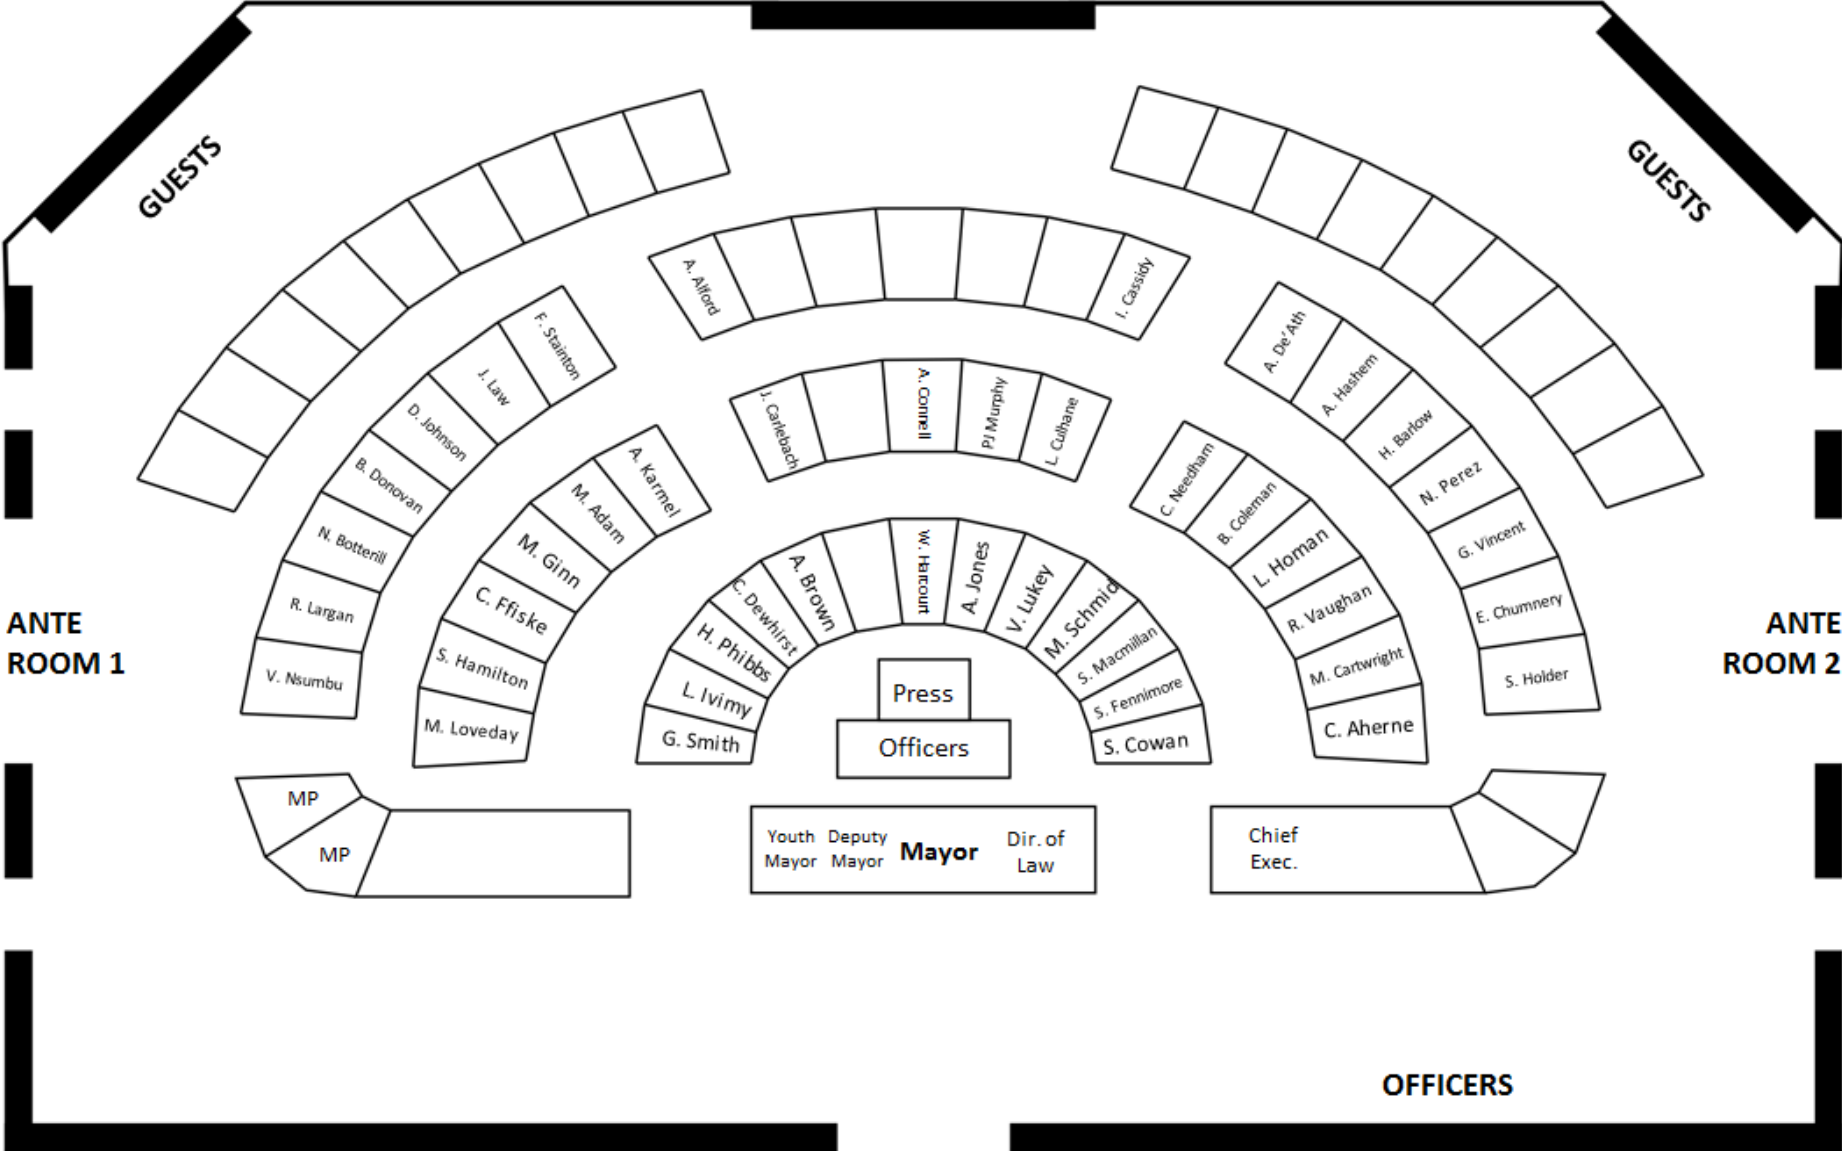 GUESTS
GUESTS
A. Alford
I. Cassidy
F. Stainton
J. Law
D. Johnson
B. Donovan
N. Botterill
R. Largan
V. Nsumbu
A. De'Ath
A. Hashem
H. Barlow
N. Perez
G. Vincent
E. Chumnery
S. Holder
J. Carlebach
A. Connell
PJ Murphy
L. Culhane
A. Karmel
M. Adam
M. Ginn
C. Ffiske
S. Hamilton
M. Loveday
C. Needham
B. Coleman
L. Homan
R. Vaughan
M. Cartwright
C. Aherne
G. Smith
L. Ivimy
H. Phibbs
C. Dewhirst
A. Brown
W. Harcourt
A. Jones
V. Lukey
M. Schmid
S. Macmillan
S. Fennimore
S. Cowan
ANTE
ROOM 1
ANTE
ROOM 2
Press
Officers
MP
MP
Youth
Mayor
Deputy
Mayor
Mayor
Dir. of
Law
Chief
Exec.
OFFICERS